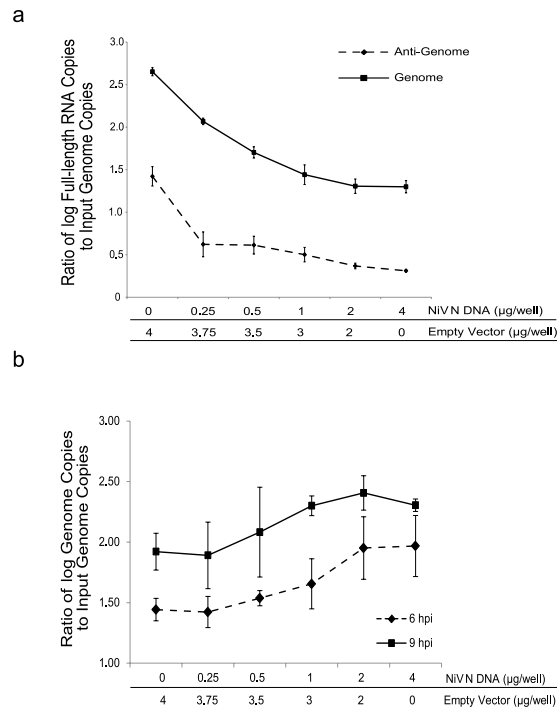 a
Ratio of log Full-length RNA Copies
to Input Genome Copies
3.0
2.5
2.0
1.5
1.0
0.5
0
Anti-Genome
Genome
0 0.25 0.5 1 2 4 NiV N DNA (µg/well)
4 3.75 3.5 3 2 0 Empty Vector (µg/well)
b
Ratio of log Genome Copies
to Input Genome Copies
3.00
2.50
2.00
1.50
1.00
6 hpi
9 hpi
0 0.25 0.5 1 2 4 NiV N DNA (µg/well)
4 3.75 3.5 3 2 0 Empty Vector (µg/well)